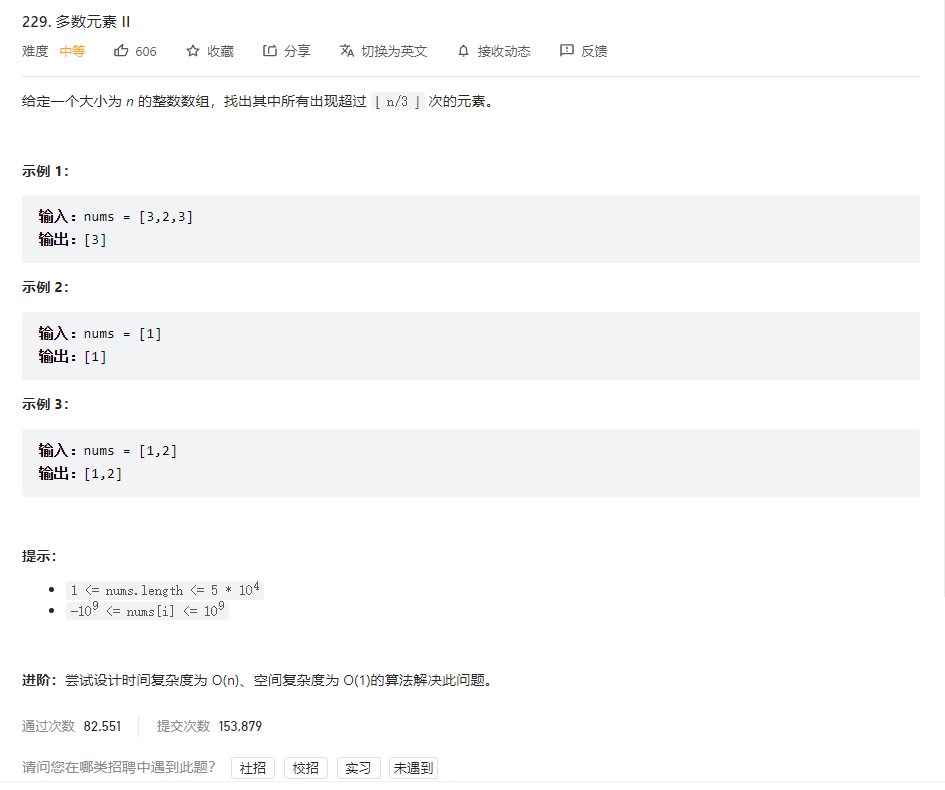 229. 多数元素 II
难度 中等 606 收藏 分享 切换为英文 接收动态 反馈
给定一个大小为 n 的整数数组，找出其中所有出现超过 ⌊ n/3 ⌋ 次的元素。
示例 1：
输入：nums = [3,2,3]
输出：[3]
示例 2：
输入：nums = [1]
输出：[1]
示例 3：
输入：nums = [1,2]
输出：[1,2]
提示：
• 1 <= nums.length <= 5 * 10⁴
• -10⁹ <= nums[i] <= 10⁹
进阶：尝试设计时间复杂度为 O(n)、空间复杂度为 O(1)的算法解决此问题。
通过次数 82,551 提交次数 153,879
请问您在哪类招聘中遇到此题？ 社招 校招 实习 未遇到